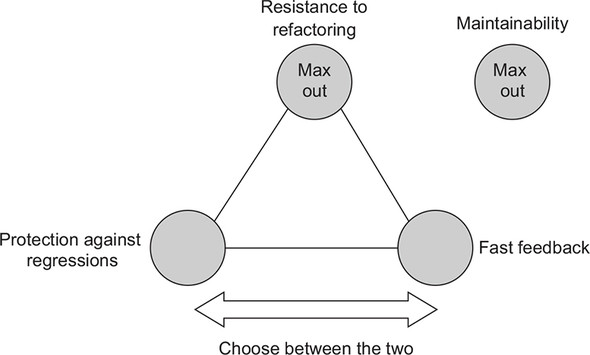 Resistance to
refactoring
Maintainability
Max
out
Max
out
Protection against
regressions
Fast feedback
Choose between the two